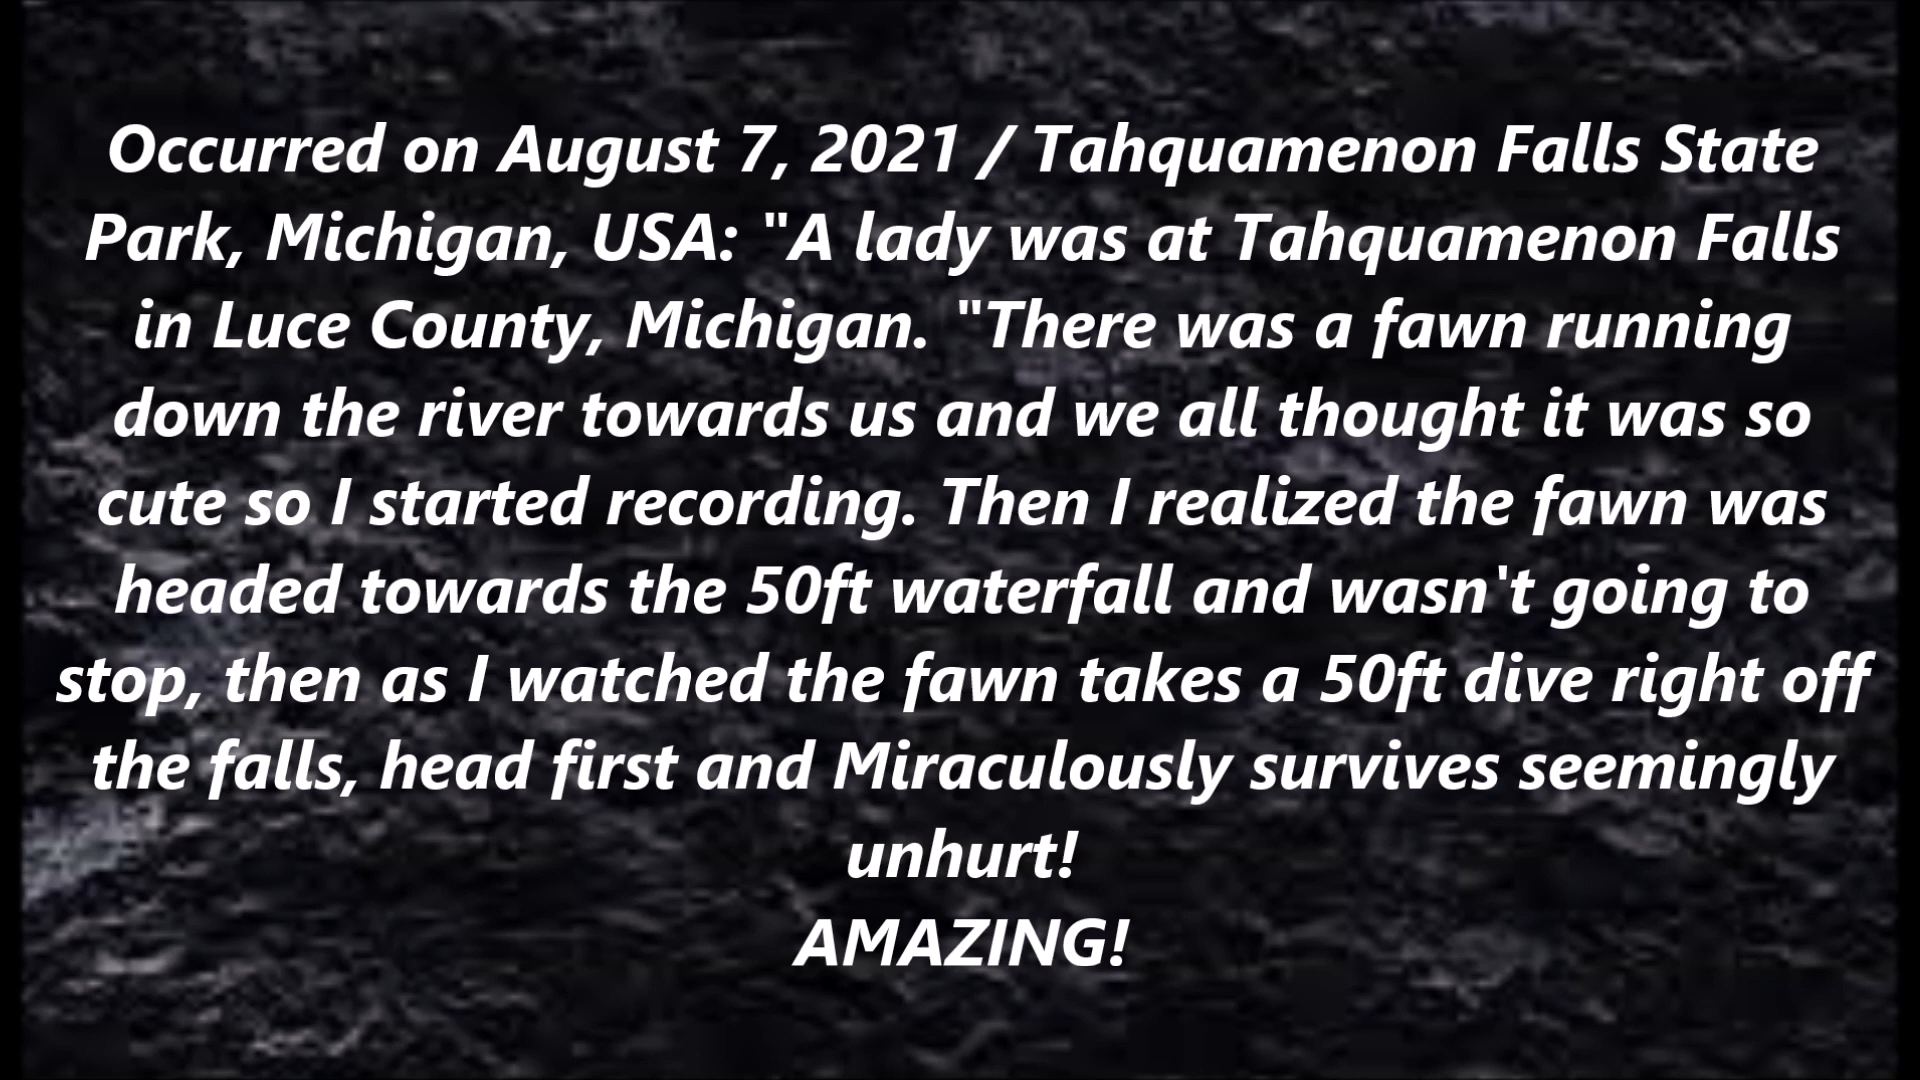 Occurred on August 7, 2021 / Tahquamenon Falls State
Park, Michigan, USA: "A lady was at Tahquamenon Falls
in Luce County, Michigan. "There was a fawn running
down the river towards us and we all thought it was so
cute so I started recording. Then I realized the fawn was
headed towards the 50ft waterfall and wasn't going to
stop, then as I watched the fawn takes a 50ft dive right off
the falls, head first and Miraculously survives seemingly
unhurt!
AMAZING!